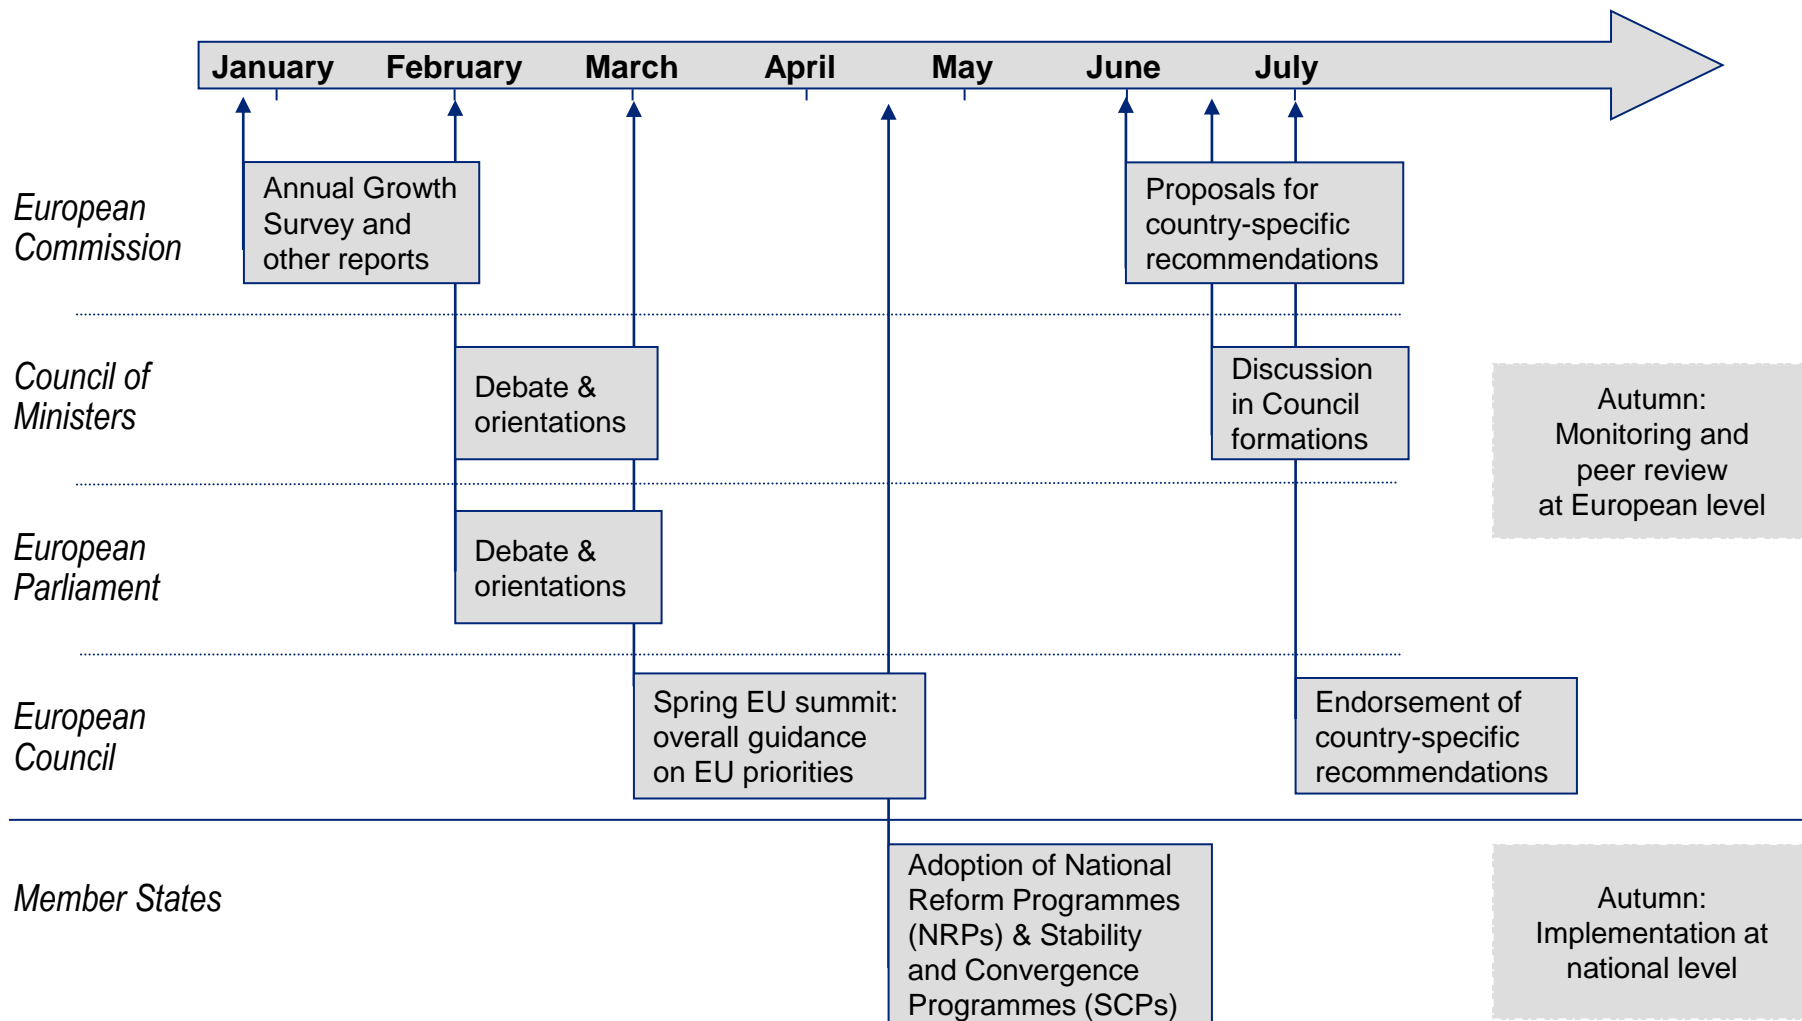 January February March April May June July
European
Commission
Annual Growth
Survey and
other reports
Proposals for
country-specific
recommendations
Council of
Ministers
Debate &
orientations
Discussion
in Council
formations
Autumn:
Monitoring and
peer review
at European level
European
Parliament
Debate &
orientations
European
Council
Spring EU summit:
overall guidance
on EU priorities
Endorsement of
country-specific
recommendations
Member States
Adoption of National
Reform Programmes
(NRPs) & Stability
and Convergence
Programmes (SCPs)
Autumn:
Implementation at
national level